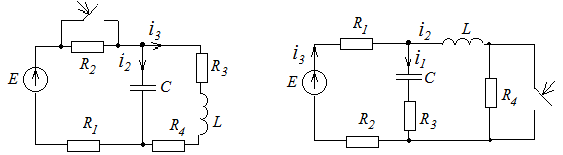 i₃
R₂ i₂
E C R₃
L
R₁ R₄
R₁ i₂ L
i₃ i₁
E C R₄
R₃
R₂